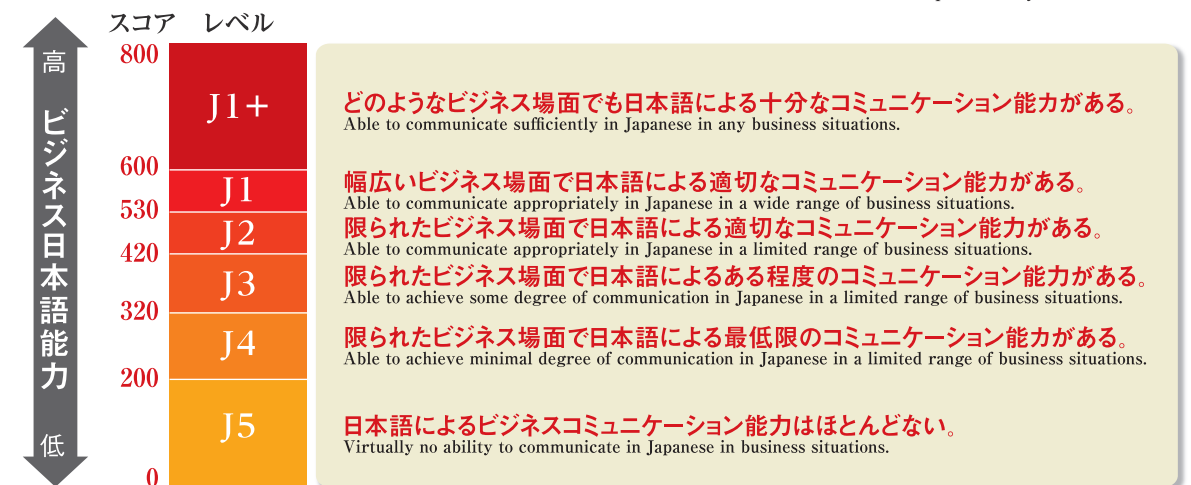 スコア レベル
高
ビジネス日本語能力
低
800
J1+
どのようなビジネス場面でも日本語による十分なコミュニケーション能力がある。
Able to communicate sufficiently in Japanese in any business situations.
600
J1
幅広いビジネス場面で日本語による適切なコミュニケーション能力がある。
Able to communicate appropriately in Japanese in a wide range of business situations.
530
J2
限られたビジネス場面で日本語による適切なコミュニケーション能力がある。
Able to communicate appropriately in Japanese in a limited range of business situations.
420
J3
限られたビジネス場面で日本語によるある程度のコミュニケーション能力がある。
Able to achieve some degree of communication in Japanese in a limited range of business situations.
320
J4
限られたビジネス場面で日本語による最低限のコミュニケーション能力がある。
Able to achieve minimal degree of communication in Japanese in a limited range of business situations.
200
J5
日本語によるビジネスコミュニケーション能力はほとんどない。
Virtually no ability to communicate in Japanese in business situations.
0